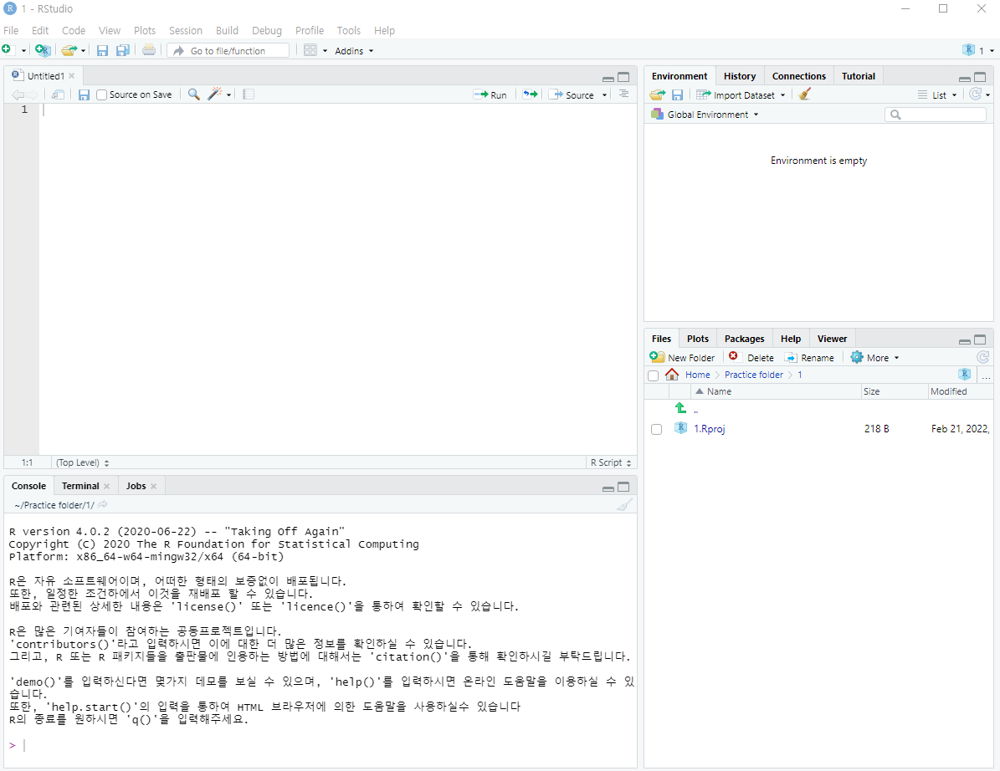 1 - RStudio
File Edit Code View Plots Session Build Debug Profile Tools Help
Go to file/function Addins 1
Untitled1
Source on Save Run Source
1
1:1 (Top Level) R Script
Console Terminal Jobs
~/Practice folder/1/
R version 4.0.2 (2020-06-22) -- "Taking Off Again"
Copyright (C) 2020 The R Foundation for Statistical Computing
Platform: x86_64-w64-mingw32/x64 (64-bit)
R은 자유 소프트웨어이며, 어떠한 형태의 보증없이 배포됩니다.
또한, 일정한 조건하에서 이것을 재배포 할 수 있습니다.
배포와 관련된 상세한 내용은 'license()' 또는 'licence()'을 통하여 확인할 수 있습니다.
R은 많은 기여자들이 참여하는 공동프로젝트입니다.
'contributors()'라고 입력하시면 이에 대한 더 많은 정보를 확인하실 수 있습니다.
그리고, R 또는 R 패키지들을 출판물에 인용하는 방법에 대해서는 'citation()'을 통해 확인하시길 부탁드립니다.
'demo()'를 입력하신다면 몇가지 데모를 보실 수 있으며, 'help()'를 입력하시면 온라인 도움말을 이용하실 수 있
습니다.
또한, 'help.start()'의 입력을 통하여 HTML 브라우저에 의한 도움말을 사용하실수 있습니다
R의 종료를 원하시면 'q()'을 입력해주세요.
>
Environment History Connections Tutorial
Import Dataset List
Global Environment
Environment is empty
Files Plots Packages Help Viewer
New Folder Delete Rename More
Home Practice folder 1 ...
Name Size Modified
..
1.Rproj 218 B Feb 21, 2022,